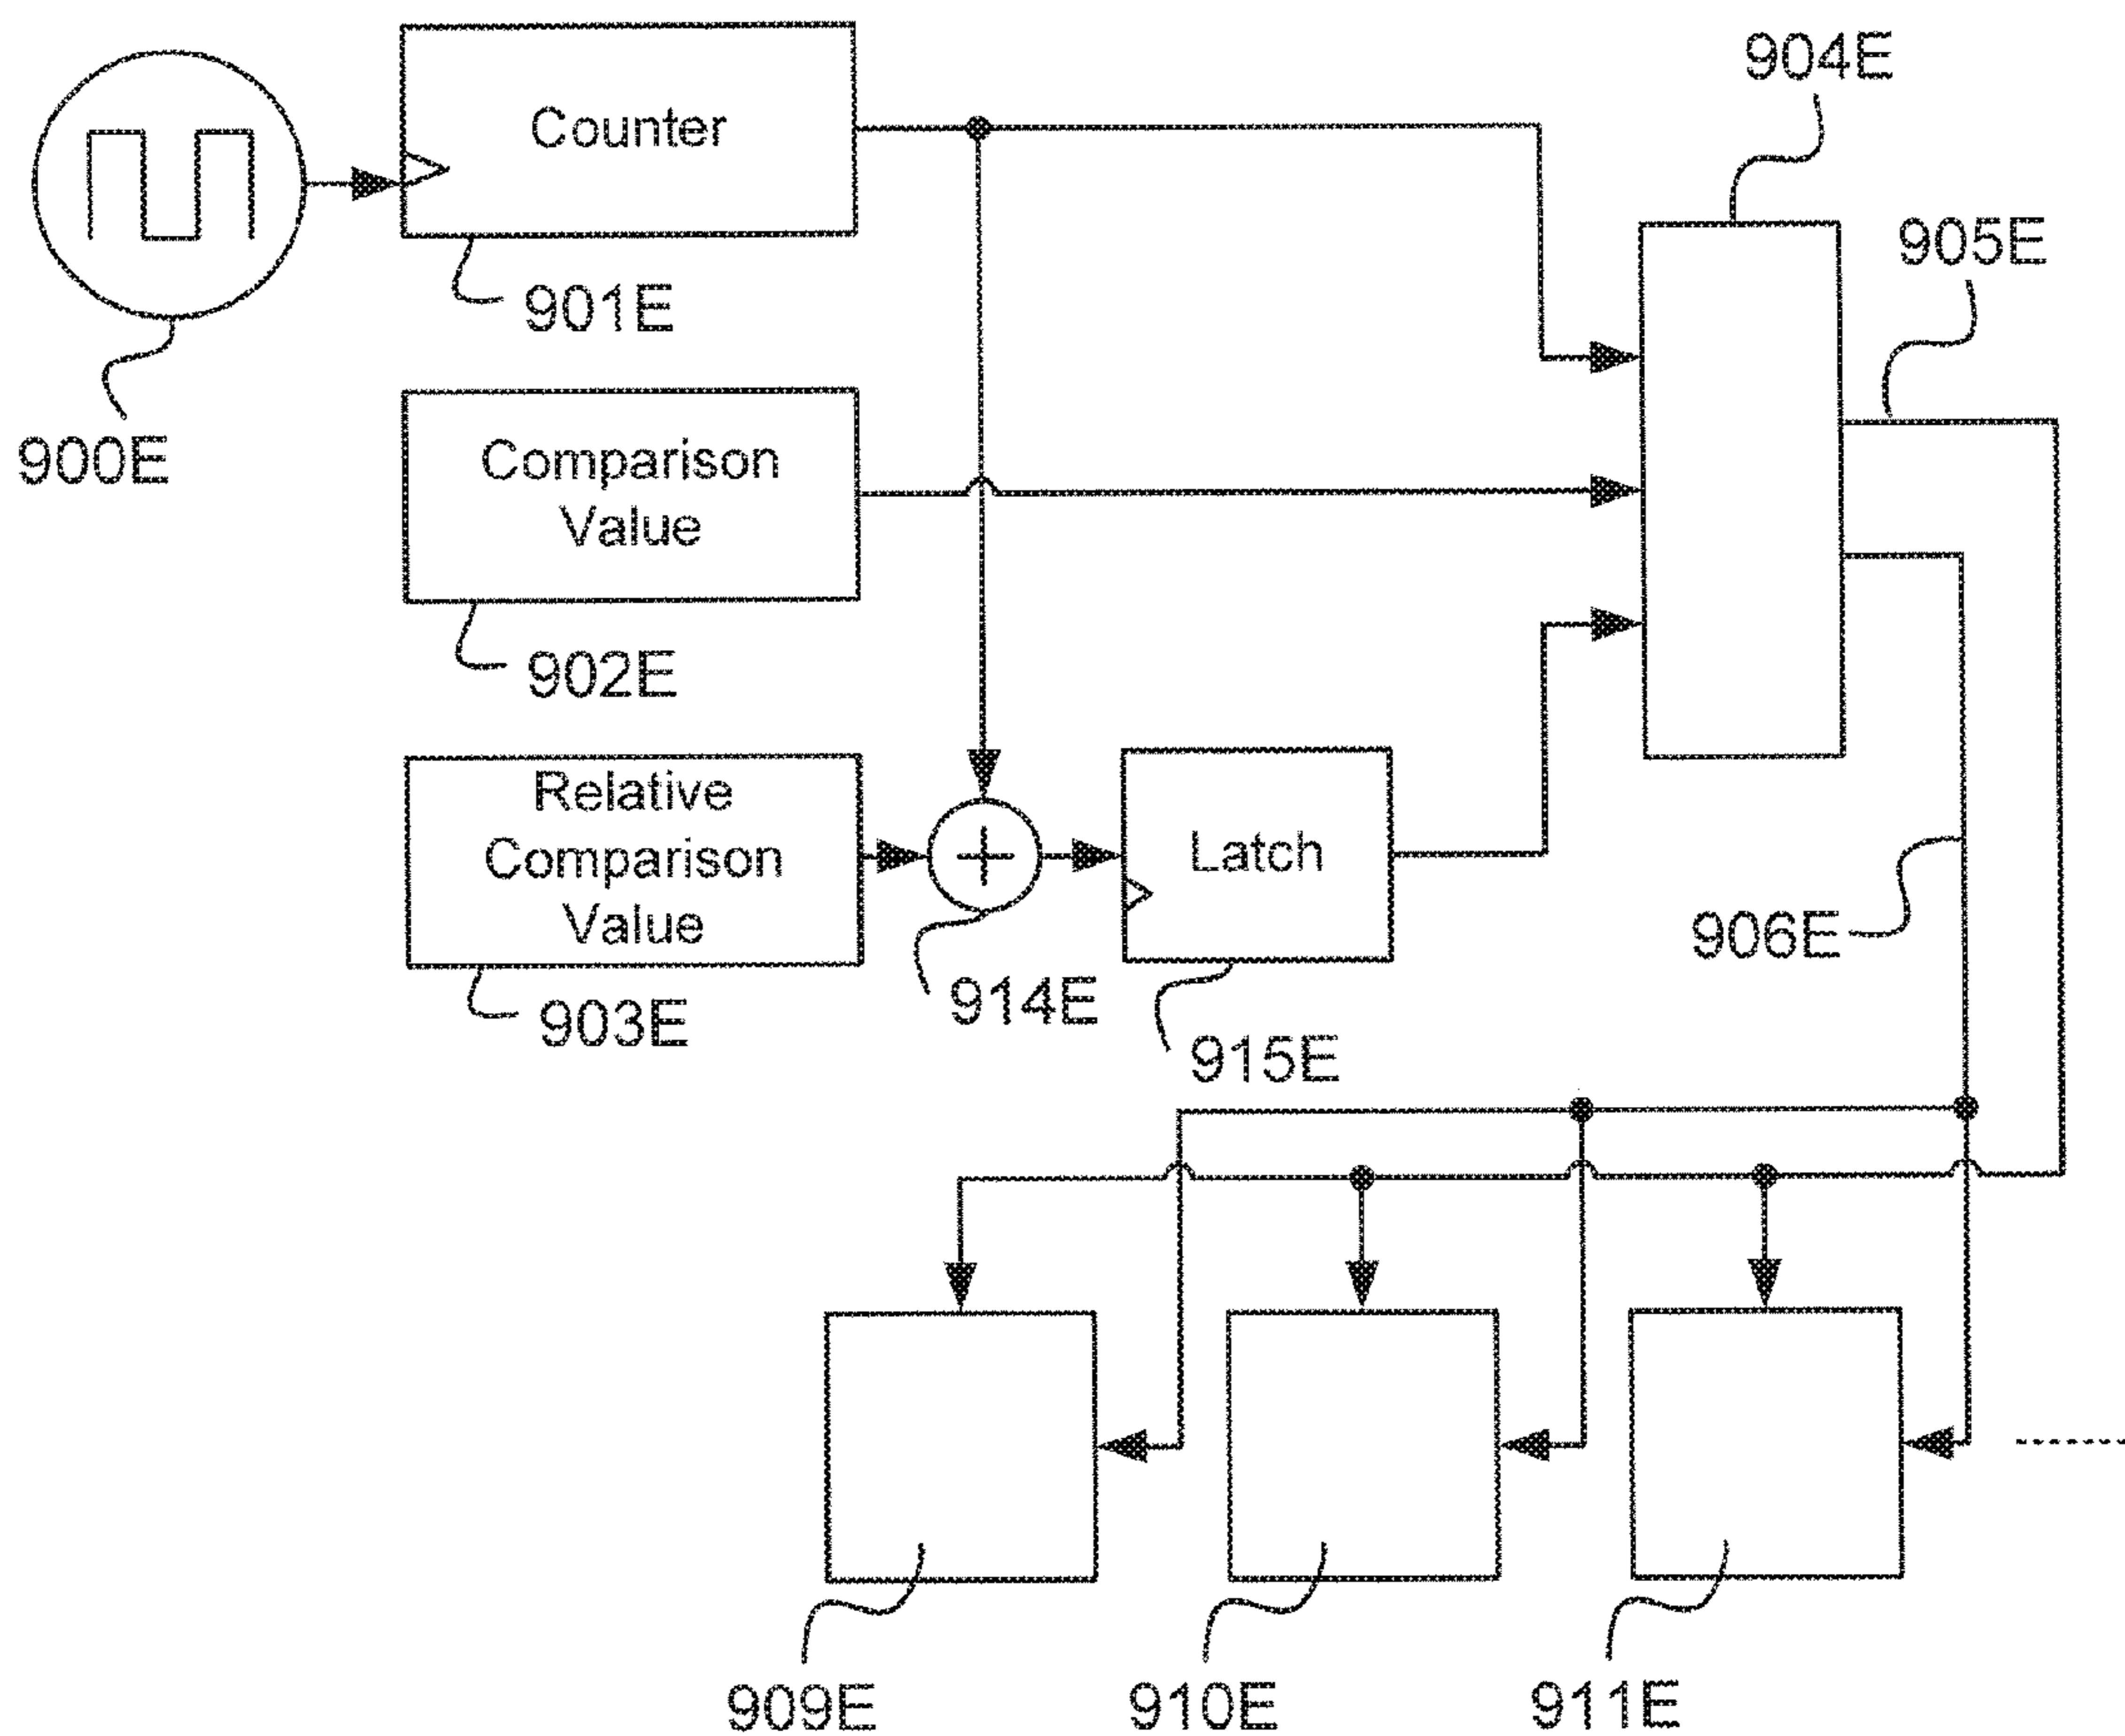 Counter
904E
905E
901E
900E
Comparison
Value
902E
Relative
Comparison
Value
Latch
906E
914E
903E
915E
909E
910E
911E